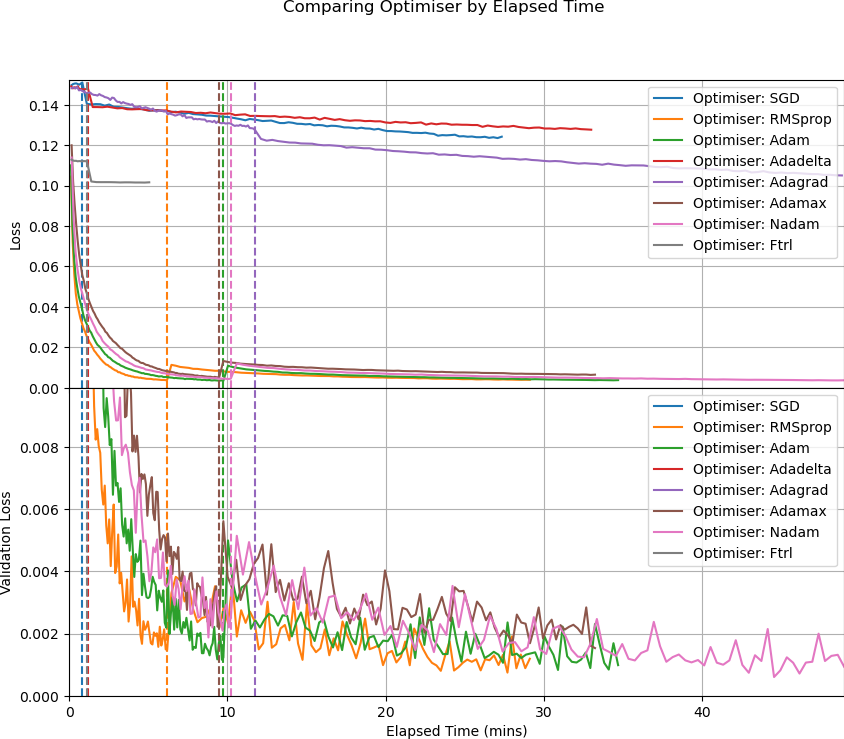 Comparing Optimiser by Elapsed Time
Loss
0.14
0.12
0.10
0.08
0.06
0.04
0.02
0.00
Optimiser: SGD
Optimiser: RMSprop
Optimiser: Adam
Optimiser: Adadelta
Optimiser: Adagrad
Optimiser: Adamax
Optimiser: Nadam
Optimiser: Ftrl
Validation Loss
0.008
0.006
0.004
0.002
0.000
Optimiser: SGD
Optimiser: RMSprop
Optimiser: Adam
Optimiser: Adadelta
Optimiser: Adagrad
Optimiser: Adamax
Optimiser: Nadam
Optimiser: Ftrl
0 10 20 30 40
Elapsed Time (mins)